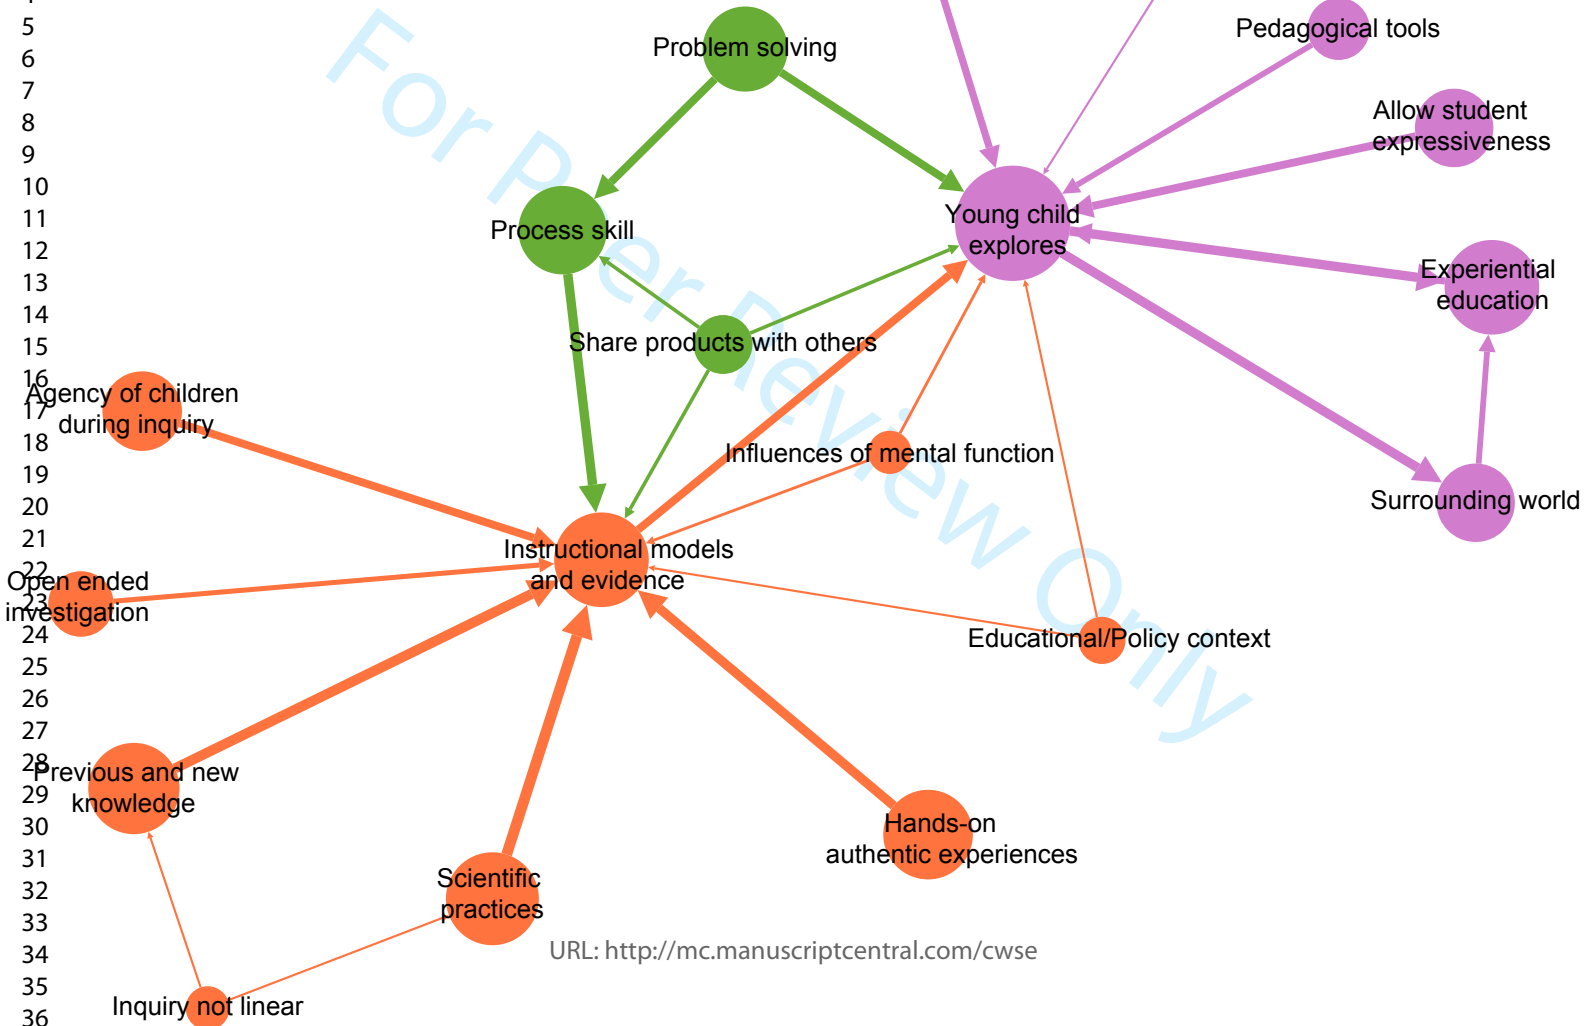 5
Pedagogical tools
Problem solving
6
7
Allow student
8
expressiveness
9
10
11
Young child
explores
Process skill
12
13
Experiential
education
14
15
Share products with others
16
Agency of children
17
during inquiry
18
Influences of mental function
19
20
Surrounding world
21
Instructional models
and evidence
22
Open ended
23
investigation
24
Educational/Policy context
25
26
27
28
Previous and new
29
knowledge
30
Hands-on
authentic experiences
31
32
Scientific
practices
33
34
URL: http://mc.manuscriptcentral.com/cwse
35
Inquiry not linear
36
For Peer Review Only